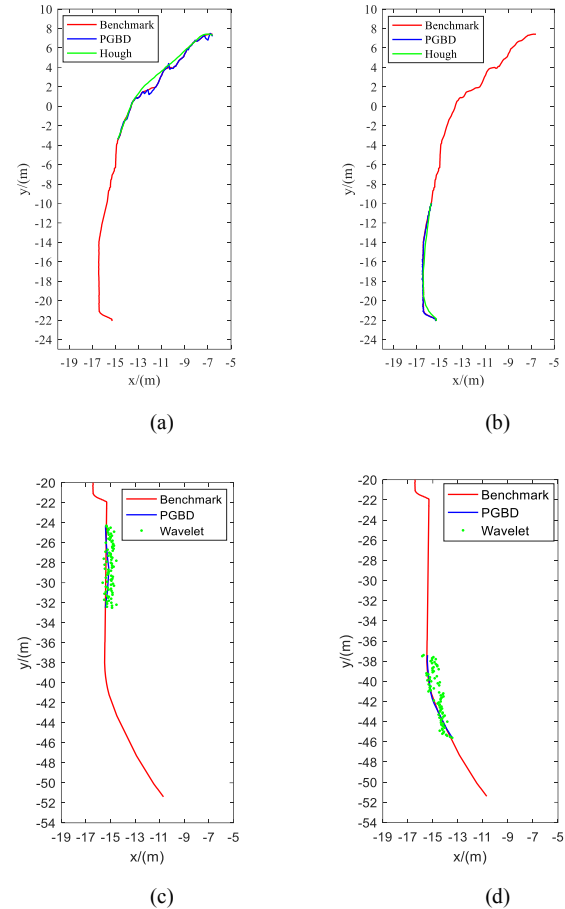 10
8
6
4
2
0
-2
-4
-6
-8
-10
-12
-14
-16
-18
-20
-22
-24
y/(m)
Benchmark
PGBD
Hough
-19 -17 -15 -13 -11 -9 -7 -5
x/(m)
(a)
10
8
6
4
2
0
-2
-4
-6
-8
-10
-12
-14
-16
-18
-20
-22
-24
y/(m)
Benchmark
PGBD
Hough
-19 -17 -15 -13 -11 -9 -7 -5
x/(m)
(b)
-20
-22
-24
-26
-28
-30
-32
-34
-36
-38
-40
-42
-44
-46
-48
-50
-52
-54
y/(m)
Benchmark
PGBD
Wavelet
-19 -17 -15 -13 -11 -9 -7 -5
x/(m)
(c)
-20
-22
-24
-26
-28
-30
-32
-34
-36
-38
-40
-42
-44
-46
-48
-50
-52
-54
y/(m)
Benchmark
PGBD
Wavelet
-19 -17 -15 -13 -11 -9 -7 -5
x/(m)
(d)